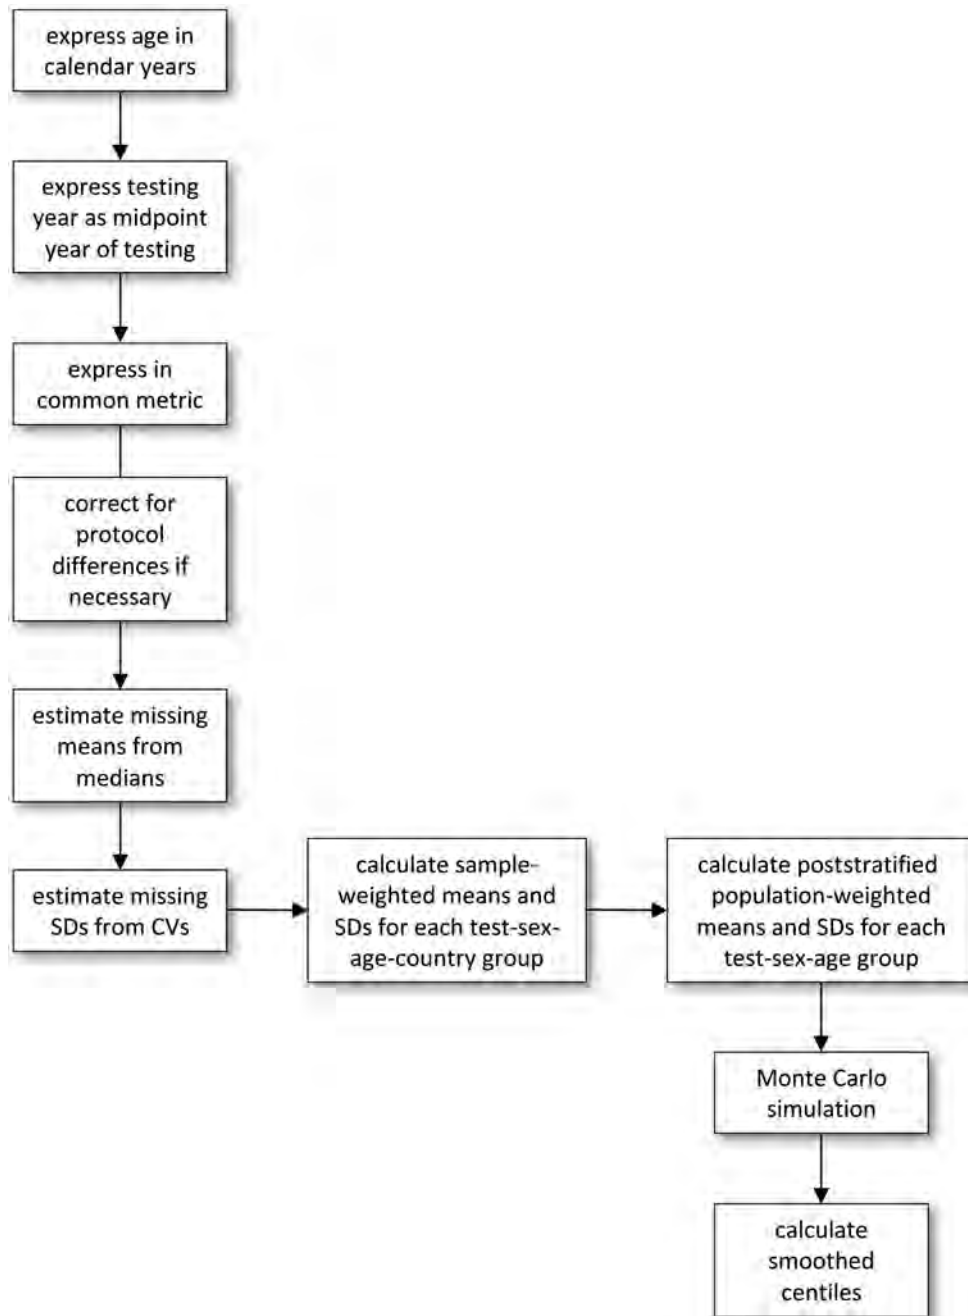 express age in
calendar years
express testing
year as midpoint
year of testing
express in
common metric
correct for
protocol
differences if
necessary
estimate missing
means from
medians
estimate missing
SDs from CVs
calculate sample-
weighted means and
SDs for each test-sex-
age-country group
calculate poststratified
population-weighted
means and SDs for each
test-sex-age group
Monte Carlo
simulation
calculate
smoothed
centiles